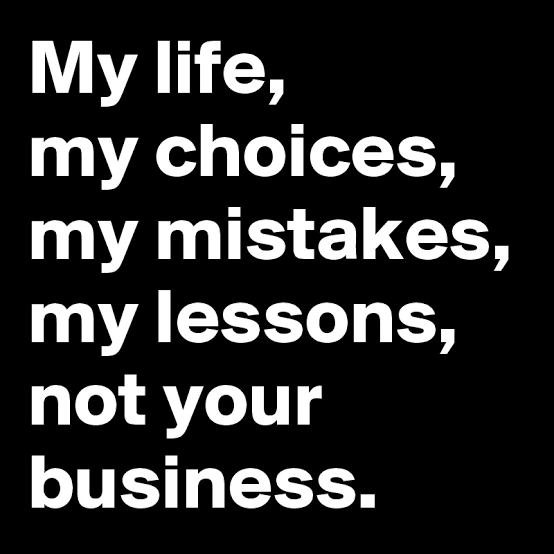 My life,
my choices,
my mistakes,
my lessons,
not your
business.